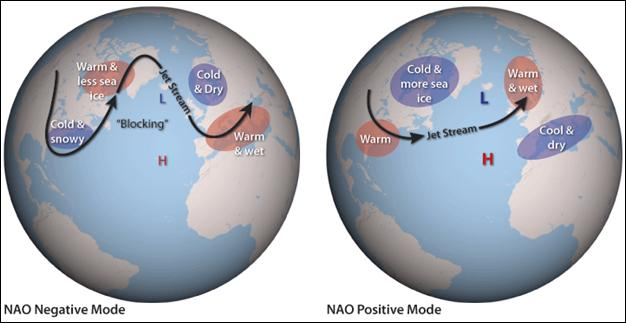 Warm &
less sea
ice
Jet Stream
Cold
& Dry
L
Cold &
snowy
"Blocking"
Warm
& wet
H
NAO Negative Mode
Cold &
more sea
ice
Warm
& wet
L
Warm
Jet Stream
Cool &
dry
H
NAO Positive Mode